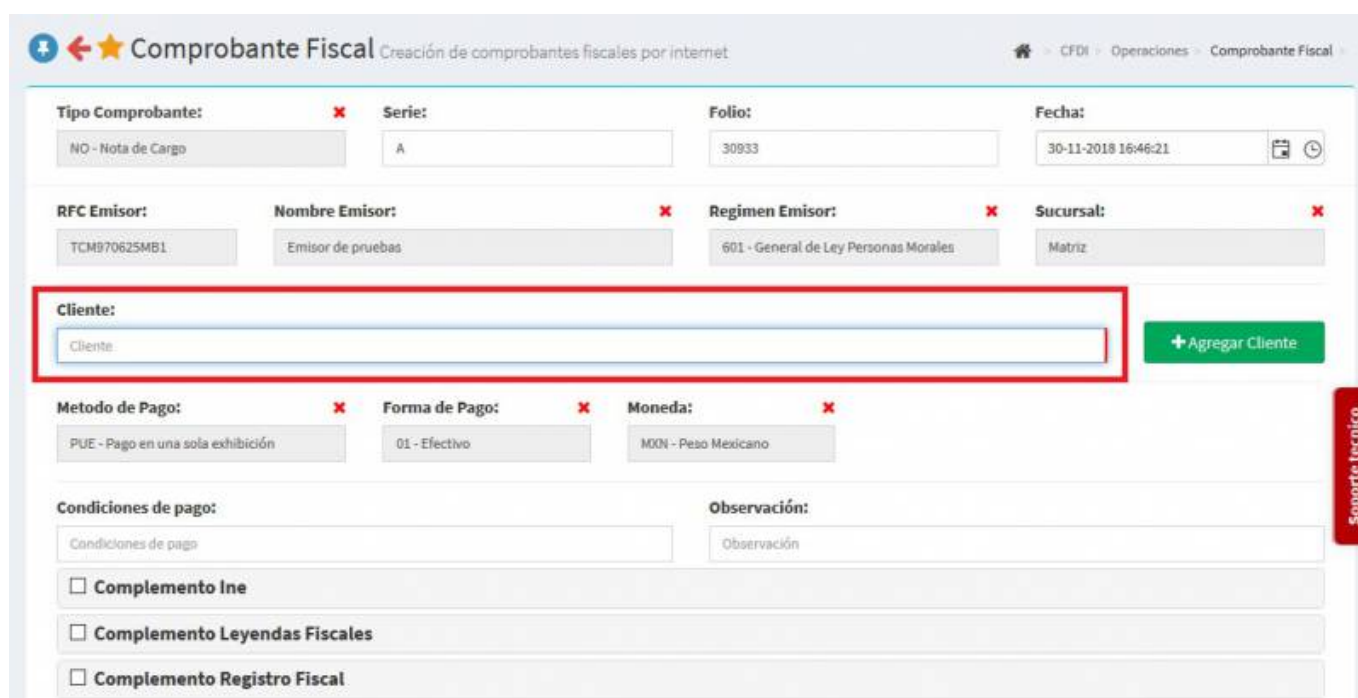 Comprobante Fiscal Creación de comprobantes fiscales por internet
CFDI > Operaciones > Comprobante Fiscal
Tipo Comprobante: Serie: Folio: Fecha:
NO - Nota de Cargo A 30933 30-11-2018 16:46:21
RFC Emisor: Nombre Emisor: Regimen Emisor: Sucursal:
TCM970625MB1 Emisor de pruebas 601 - General de Ley Personas Morales Matriz
Cliente:
Cliente
Agregar Cliente
Metodo de Pago: Forma de Pago: Moneda:
PUE - Pago en una sola exhibición 01 - Efectivo MXN - Peso Mexicano
Soporte tecnico
Condiciones de pago: Observación:
Condiciones de pago Observación
Complemento Ine
Complemento Leyendas Fiscales
Complemento Registro Fiscal